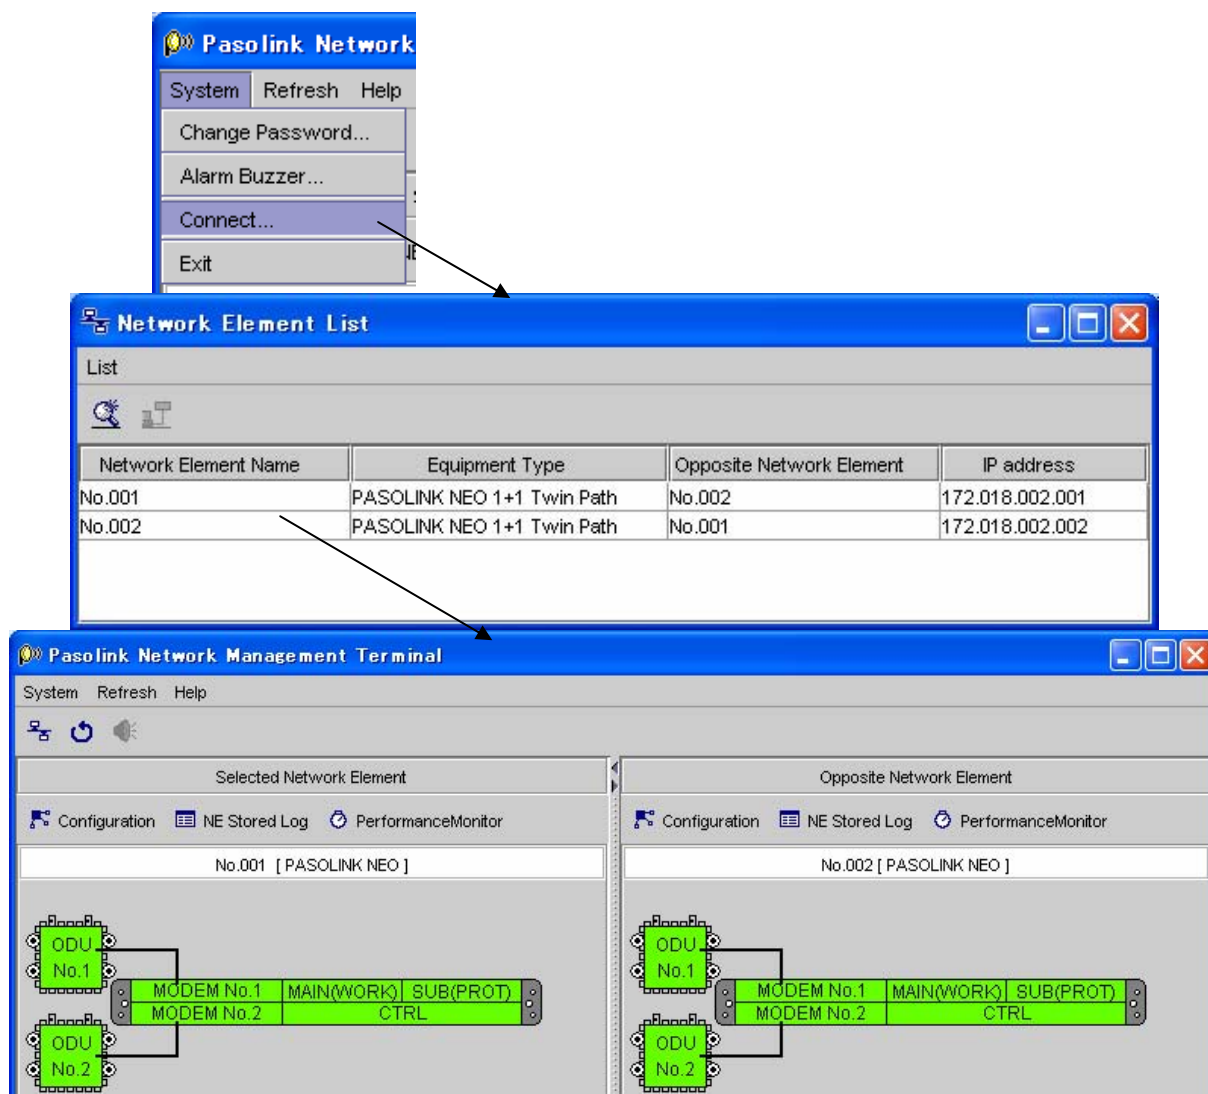 Pasolink Network
System Refresh Help
Change Password...
Alarm Buzzer...
Connect...
Exit
Network Element List
List
Network Element Name Equipment Type Opposite Network Element IP address
No.001 PASOLINK NEO 1+1 Twin Path No.002 172.018.002.001
No.002 PASOLINK NEO 1+1 Twin Path No.001 172.018.002.002
Pasolink Network Management Terminal
System Refresh Help
Selected Network Element Opposite Network Element
Configuration NE Stored Log PerformanceMonitor Configuration NE Stored Log PerformanceMonitor
No.001 [ PASOLINK NEO ] No.002 [ PASOLINK NEO ]
ODU ODU
No.1 No.1
MODEM No.1 MAIN(WORK) SUB(PROT) MODEM No.1 MAIN(WORK) SUB(PROT)
MODEM No.2 CTRL MODEM No.2 CTRL
ODU ODU
No.2 No.2